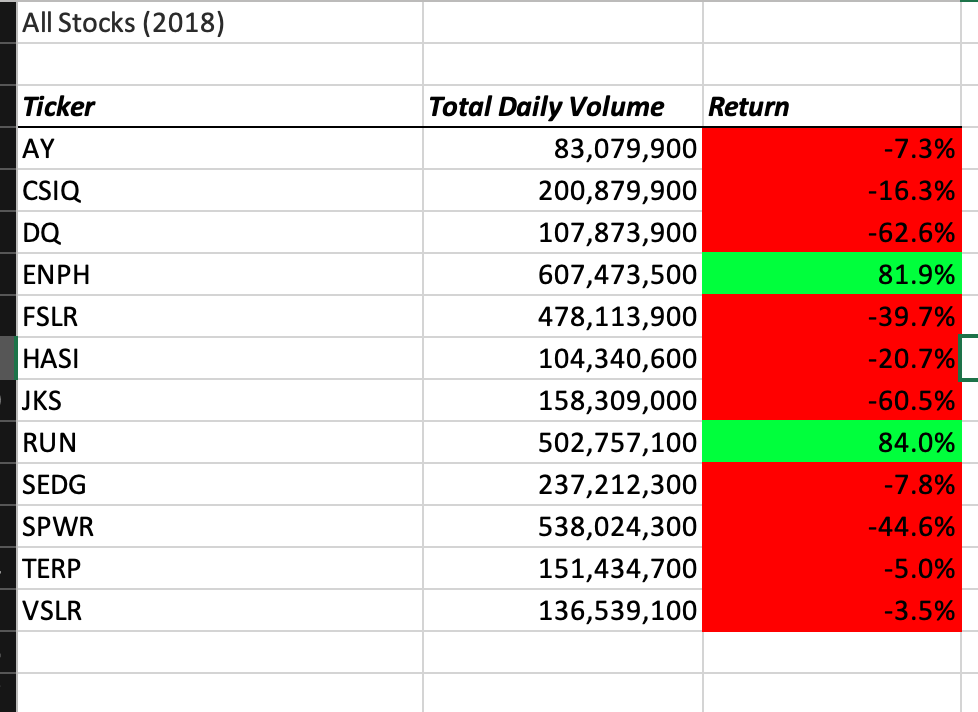 All Stocks (2018)
Ticker Total Daily Volume Return
AY 83,079,900 -7.3%
CSIQ 200,879,900 -16.3%
DQ 107,873,900 -62.6%
ENPH 607,473,500 81.9%
FSLR 478,113,900 -39.7%
HASI 104,340,600 -20.7%
JKS 158,309,000 -60.5%
RUN 502,757,100 84.0%
SEDG 237,212,300 -7.8%
SPWR 538,024,300 -44.6%
TERP 151,434,700 -5.0%
VSLR 136,539,100 -3.5%